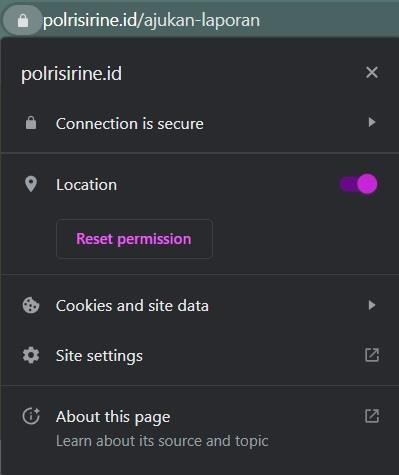 polrisirine.id/ajukan-laporan
polrisirine.id
Connection is secure
Location
Reset permission
Cookies and site data
Site settings
About this page
Learn about its source and topic